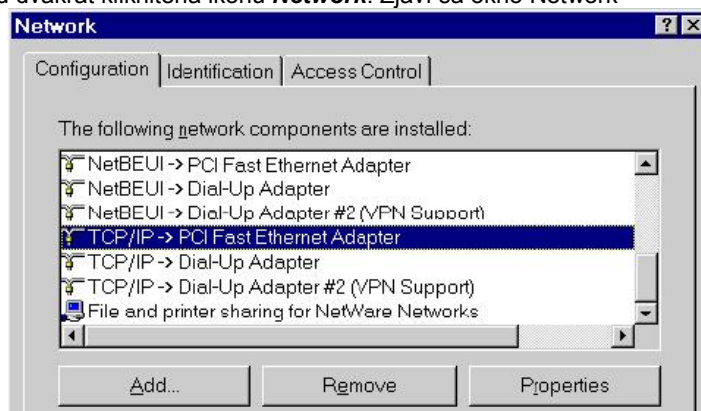 dvakrát kliknite na ikonu Network. Zjaví sa okno Network
Network
Configuration Identification Access Control
The following network components are installed:
NetBEUI -> PCI Fast Ethernet Adapter
NetBEUI -> Dial-Up Adapter
NetBEUI -> Dial-Up Adapter #2 (VPN Support)
TCP/IP -> PCI Fast Ethernet Adapter
TCP/IP -> Dial-Up Adapter
TCP/IP -> Dial-Up Adapter #2 (VPN Support)
File and printer sharing for NetWare Networks
Add... Remove Properties